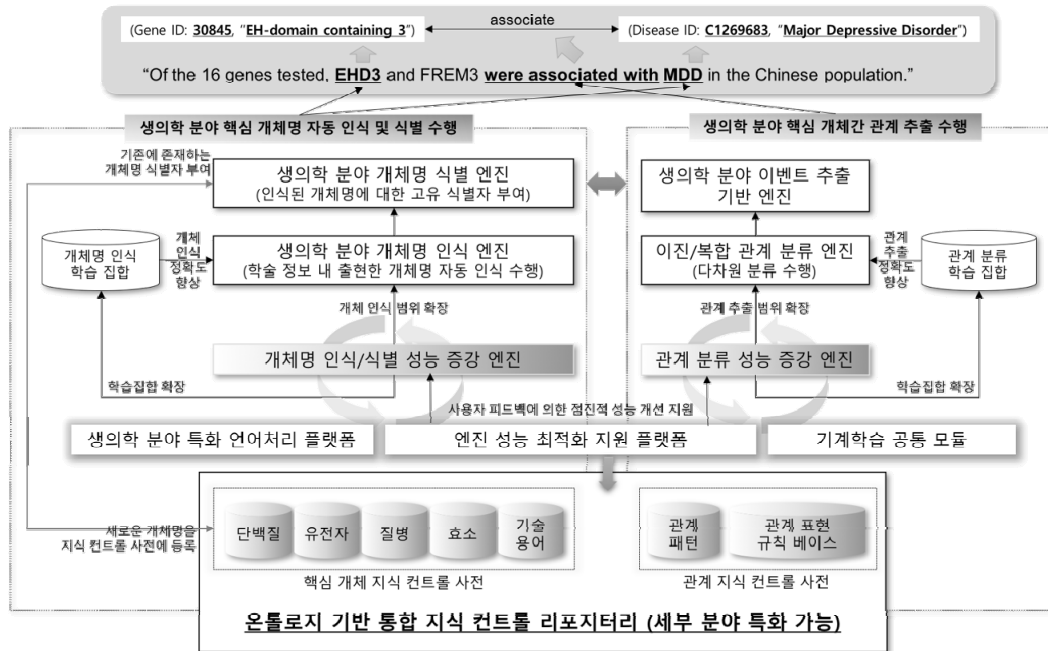 associate
(Gene ID: 30845, “EH-domain containing 3”)
(Disease ID: C1269683, “Major Depressive Disorder”)
“Of the 16 genes tested, EHD3 and FREM3 were associated with MDD in the Chinese population.”
생의학 분야 핵심 개체명 자동 인식 및 식별 수행
생의학 분야 핵심 개체간 관계 추출 수행
기존에 존재하는
개체명 식별자 부여
생의학 분야 개체명 식별 엔진
(인식된 개체명에 대한 고유 식별자 부여)
생의학 분야 이벤트 추출
기반 엔진
개체명 인식
학습 집합
개체
인식
정확도
향상
생의학 분야 개체명 인식 엔진
(학술 정보 내 출현한 개체명 자동 인식 수행)
이진/복합 관계 분류 엔진
(다차원 분류 수행)
관계
추출
정확도
향상
관계 분류
학습 집합
개체 인식 범위 확장
관계 추출 범위 확장
개체명 인식/식별 성능 증강 엔진
관계 분류 성능 증강 엔진
학습집합 확장
학습집합 확장
사용자 피드백에 의한 점진적 성능 개선 지원
생의학 분야 특화 언어처리 플랫폼
엔진 성능 최적화 지원 플랫폼
기계학습 공통 모듈
새로운 개체명을
지식 컨트롤 사전에 등록
단백질
유전자
질병
효소
기술
용어
관계
패턴
관계 표현
규칙 베이스
핵심 개체 지식 컨트롤 사전
관계 지식 컨트롤 사전
온톨로지 기반 통합 지식 컨트롤 리포지터리 (세부 분야 특화 가능)